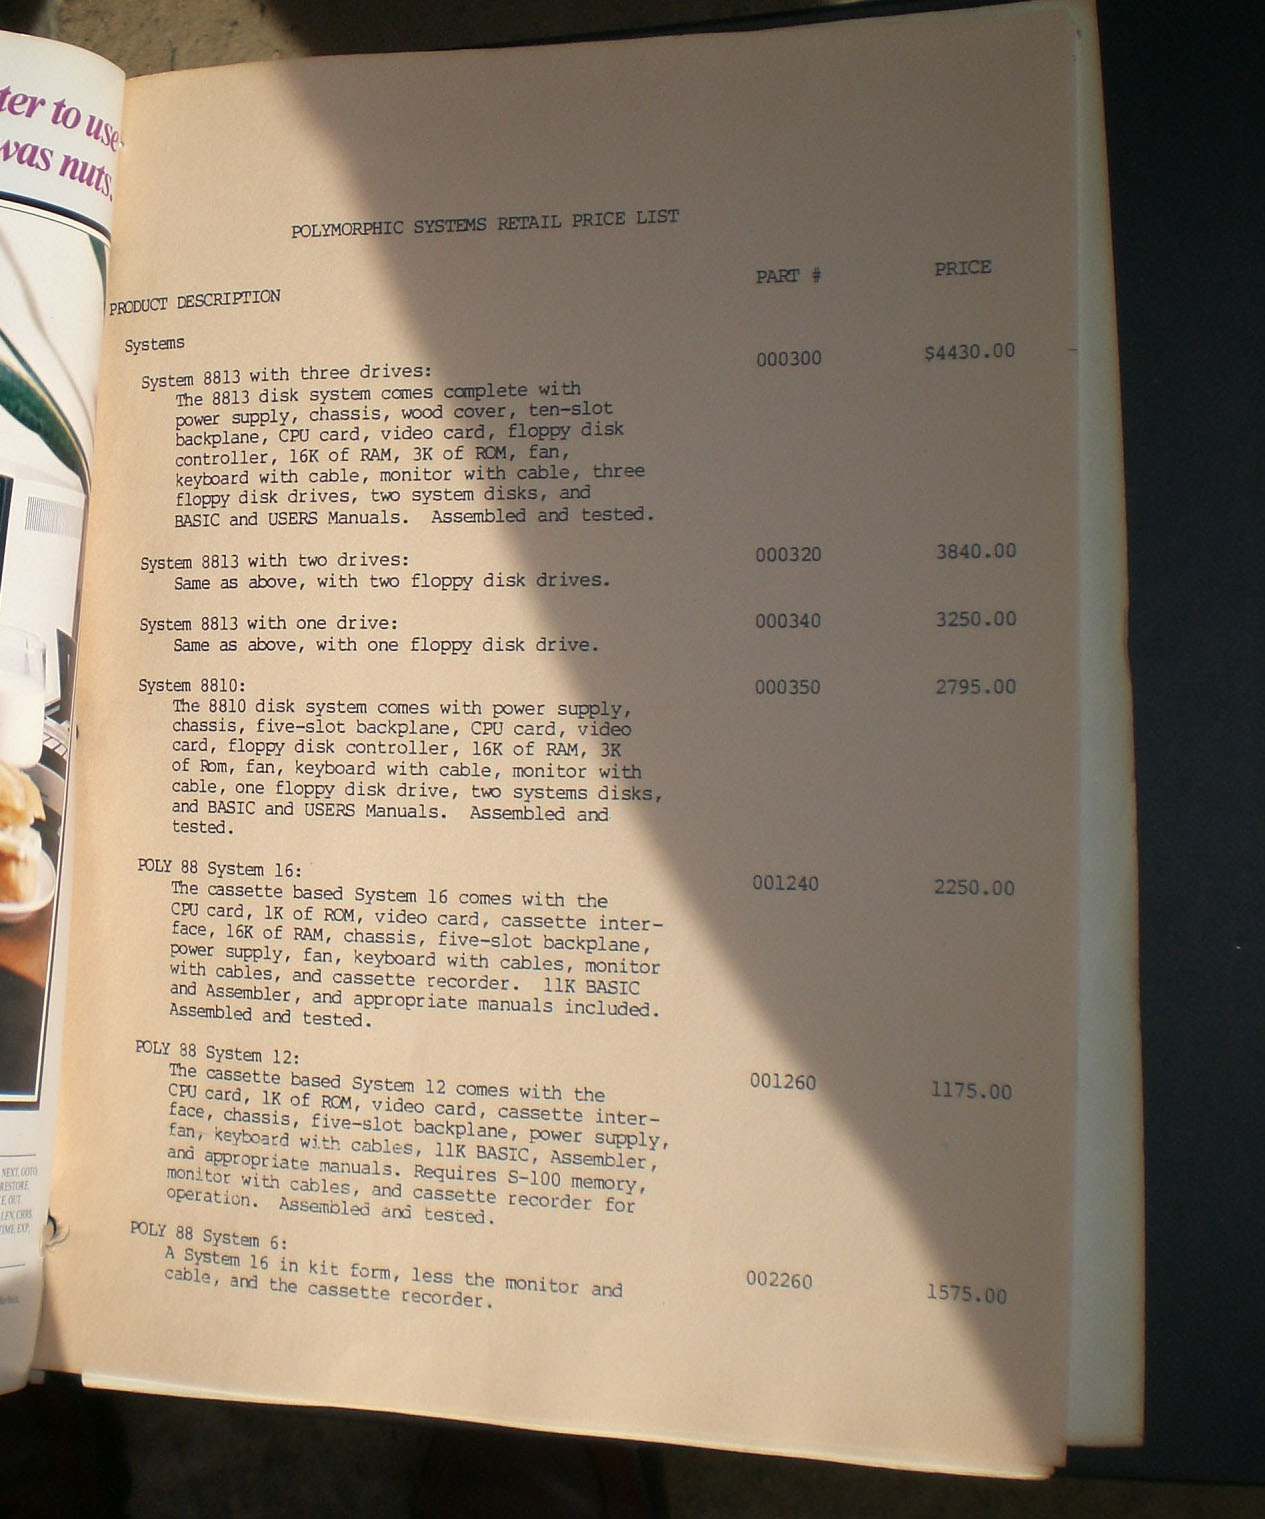 ter to use
was nuts.
NEXT, GOTO
RESTORE
E, OUT
LEN, CHR$
TIME, EXP,
POLYMORPHIC SYSTEMS RETAIL PRICE LIST
PRODUCT DESCRIPTION PART # PRICE
Systems
System 8813 with three drives: 000300 $4430.00
The 8813 disk system comes complete with
power supply, chassis, wood cover, ten-slot
backplane, CPU card, video card, floppy disk
controller, 16K of RAM, 3K of ROM, fan,
keyboard with cable, monitor with cable, three
floppy disk drives, two system disks, and
BASIC and USERS Manuals. Assembled and tested.
System 8813 with two drives: 000320 3840.00
Same as above, with two floppy disk drives.
System 8813 with one drive: 000340 3250.00
Same as above, with one floppy disk drive.
System 8810: 000350 2795.00
The 8810 disk system comes with power supply,
chassis, five-slot backplane, CPU card, video
card, floppy disk controller, 16K of RAM, 3K
of Rom, fan, keyboard with cable, monitor with
cable, one floppy disk drive, two systems disks,
and BASIC and USERS Manuals. Assembled and
tested.
POLY 88 System 16: 001240 2250.00
The cassette based System 16 comes with the
CPU card, 1K of ROM, video card, cassette inter-
face, 16K of RAM, chassis, five-slot backplane,
power supply, fan, keyboard with cables, monitor
with cables, and cassette recorder. 11K BASIC
and Assembler, and appropriate manuals included.
Assembled and tested.
POLY 88 System 12: 001260 1175.00
The cassette based System 12 comes with the
CPU card, 1K of ROM, video card, cassette inter-
face, chassis, five-slot backplane, power supply,
fan, keyboard with cables, 11K BASIC, Assembler,
and appropriate manuals. Requires S-100 memory,
monitor with cables, and cassette recorder for
operation. Assembled and tested.
POLY 88 System 6: 002260 1575.00
A System 16 in kit form, less the monitor and
cable, and the cassette recorder.